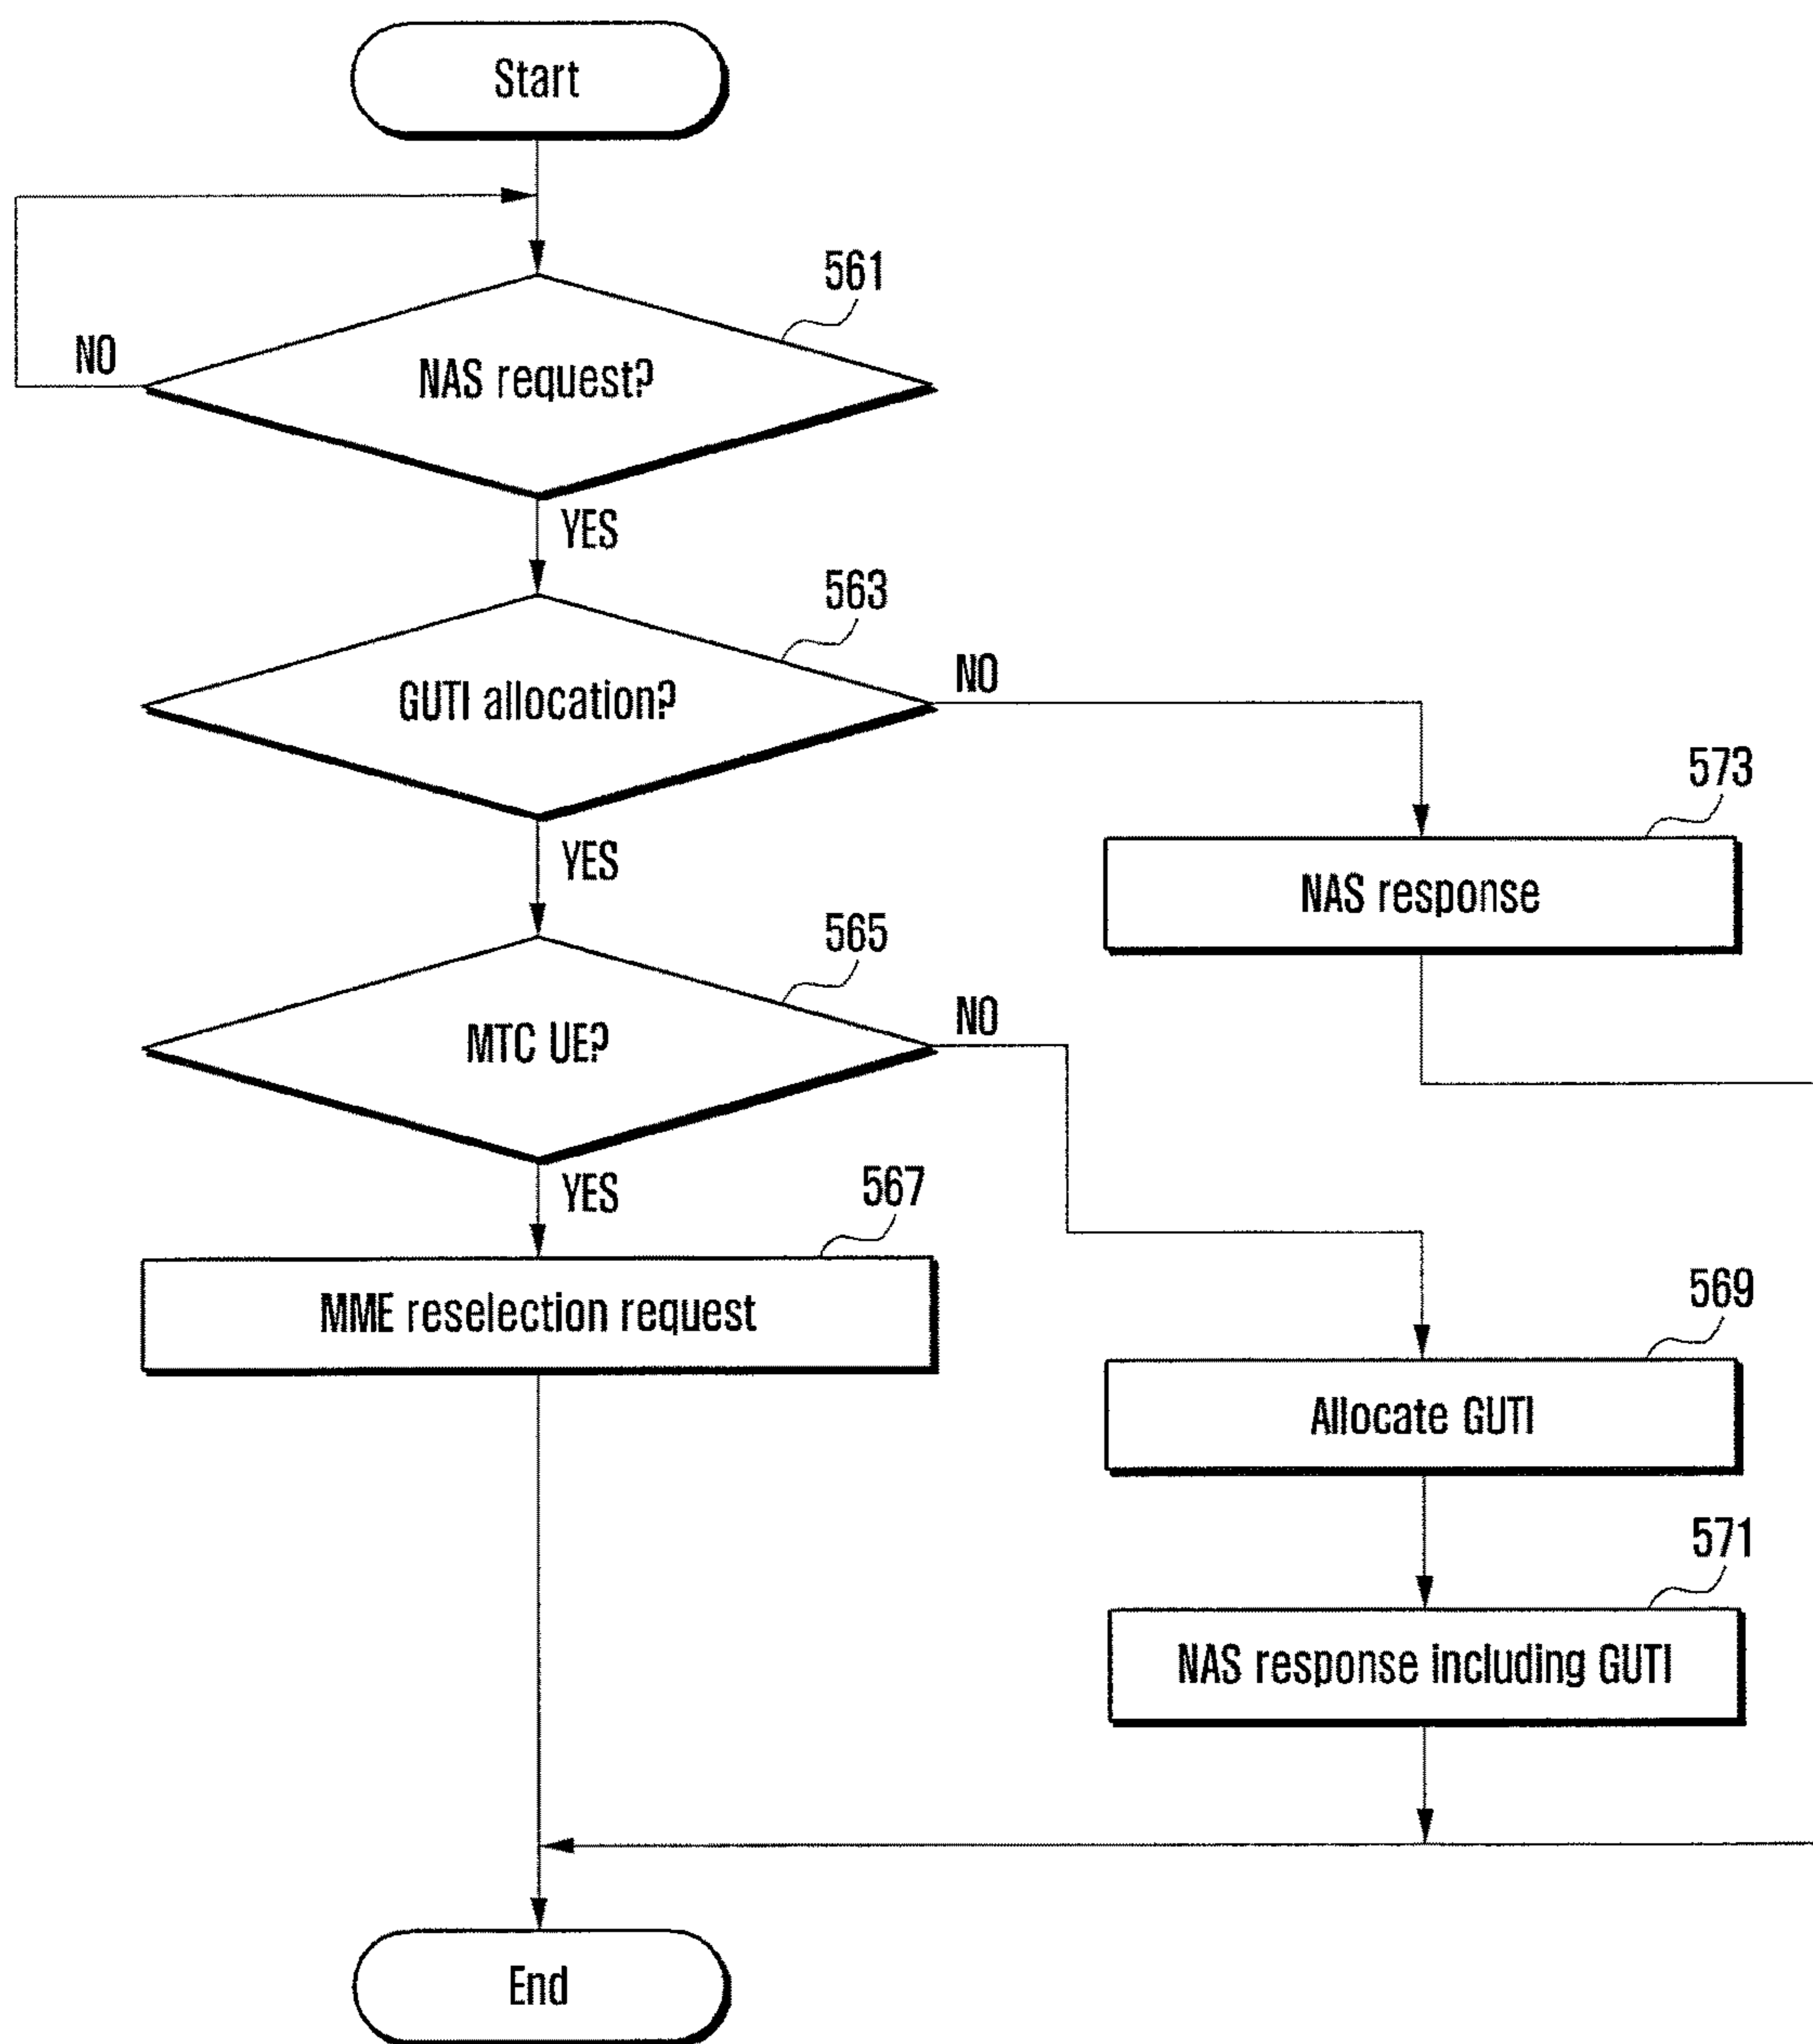 Start
561
NO
NAS request?
YES
563
NO
GUTI allocation?
573
YES
NAS response
565
NO
MTC UE?
YES
567
MME reselection request
569
Allocate GUTI
571
NAS response including GUTI
End